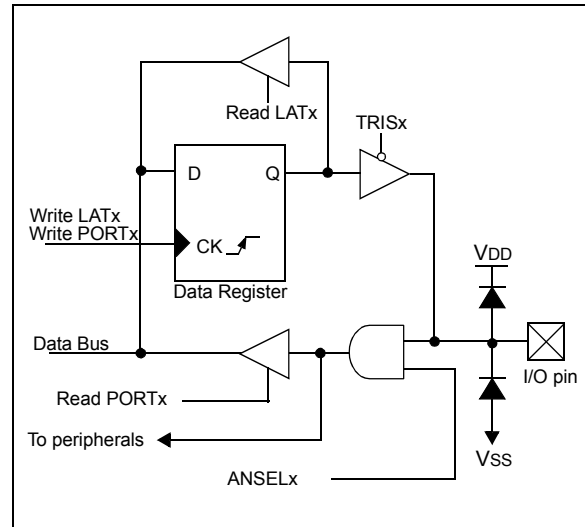 Read LATx
TRISx
D Q
Write LATx
Write PORTx
CK
Data Register
VDD
Data Bus
I/O pin
Read PORTx
To peripherals
VSS
ANSELx